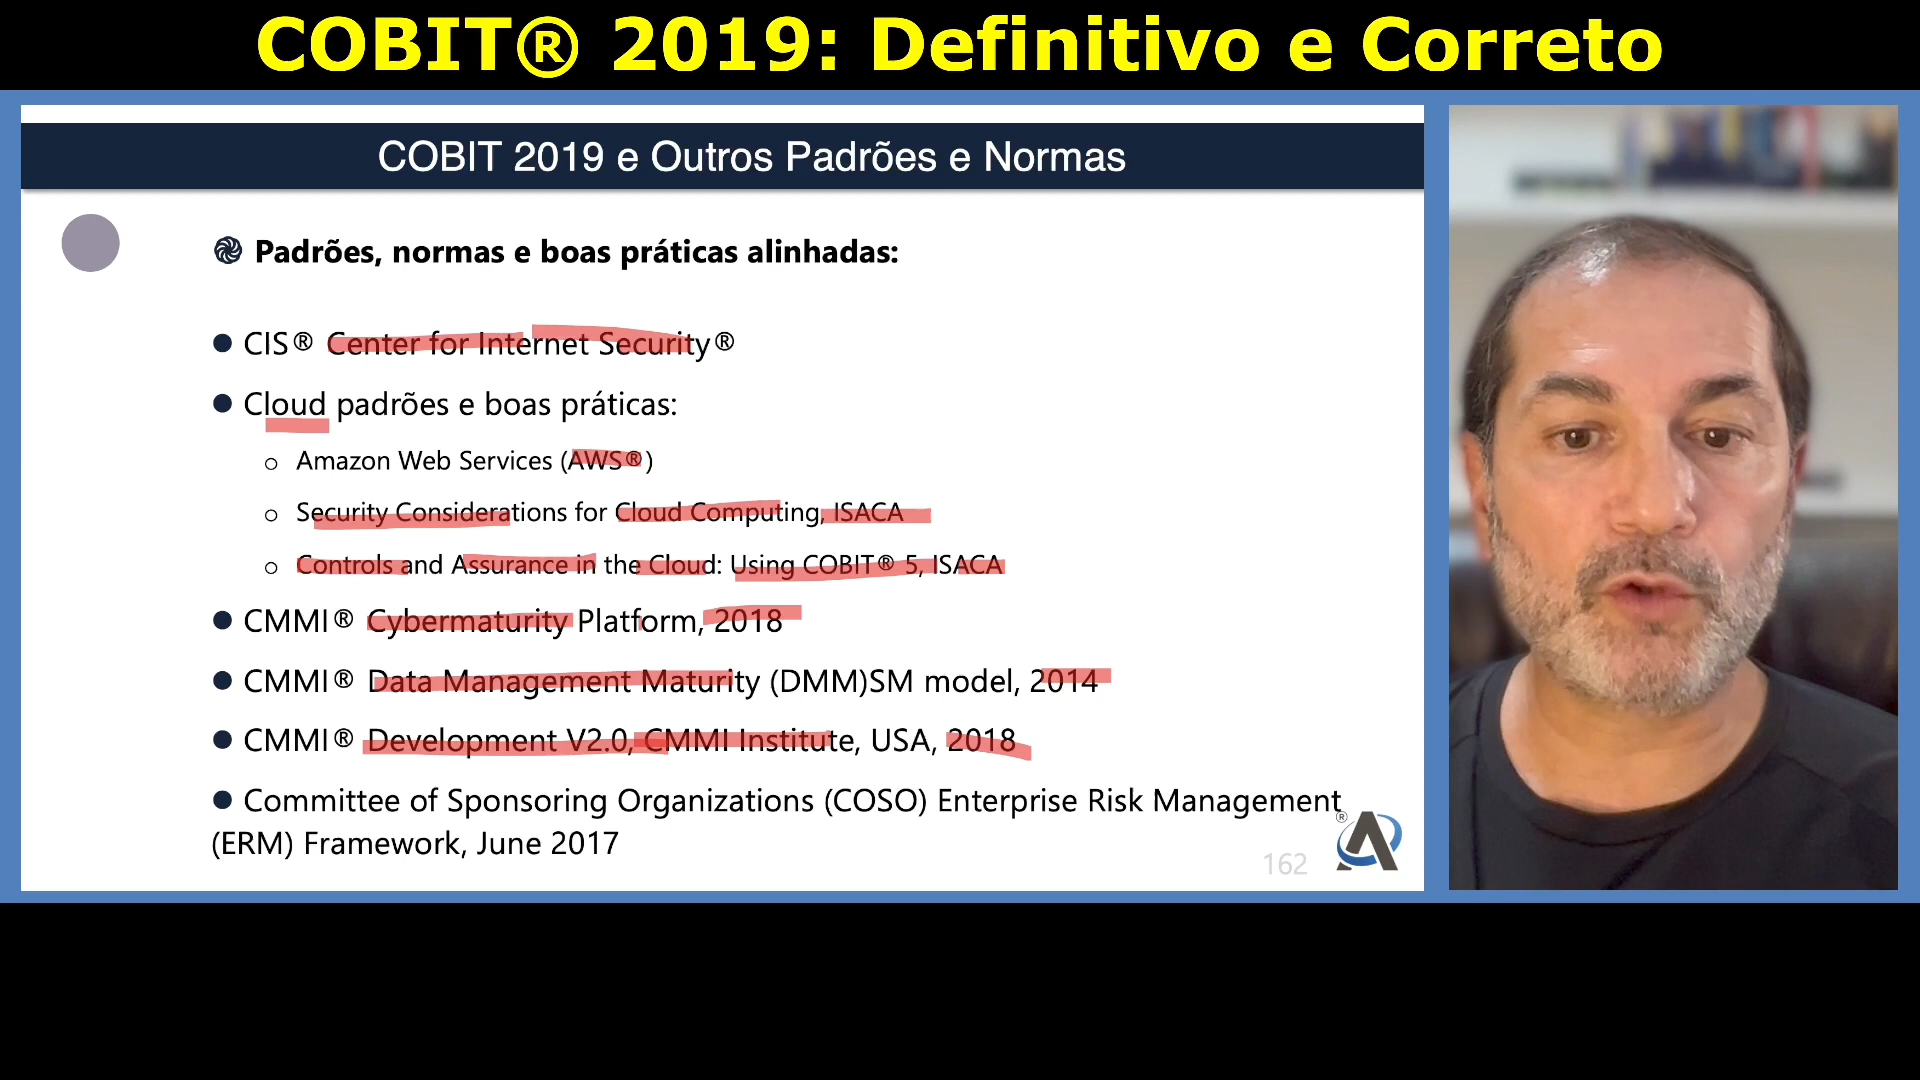 COBIT® 2019: Definitivo e Correto
COBIT 2019 e Outros Padrões e Normas
Padrões, normas e boas práticas alinhadas:
● CIS® Center for Internet Security®
● Cloud padrões e boas práticas:
○ Amazon Web Services (AWS®)
○ Security Considerations for Cloud Computing, ISACA
○ Controls and Assurance in the Cloud: Using COBIT® 5, ISACA
● CMMI® Cybermaturity Platform, 2018
● CMMI® Data Management Maturity (DMM)SM model, 2014
● CMMI® Development V2.0, CMMI Institute, USA, 2018
● Committee of Sponsoring Organizations (COSO) Enterprise Risk Management
(ERM) Framework, June 2017
®
162